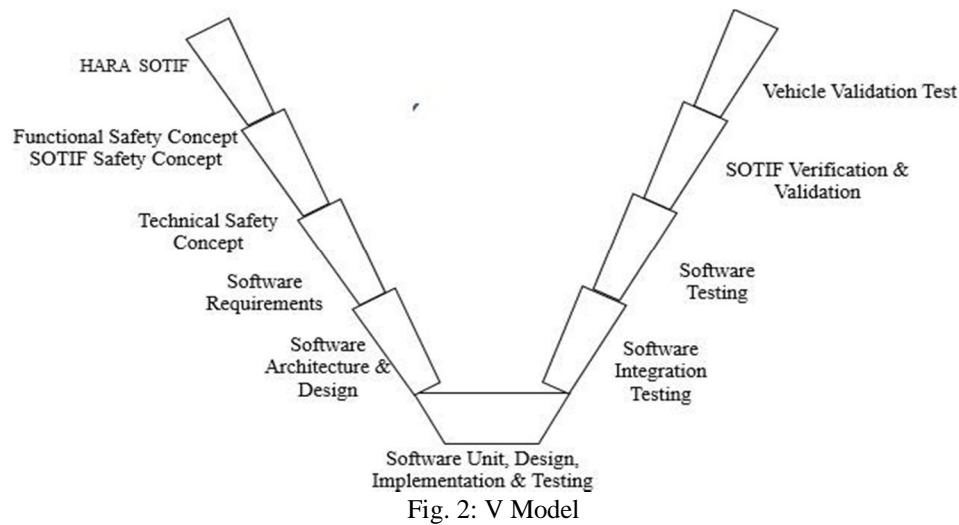 HARA SOTIF
Functional Safety Concept
SOTIF Safety Concept
Technical Safety
Concept
Software
Requirements
Software
Architecture &
Design
Software Unit, Design,
Implementation & Testing
Vehicle Validation Test
SOTIF Verification &
Validation
Software
Testing
Software
Integration
Testing
Fig. 2: V Model